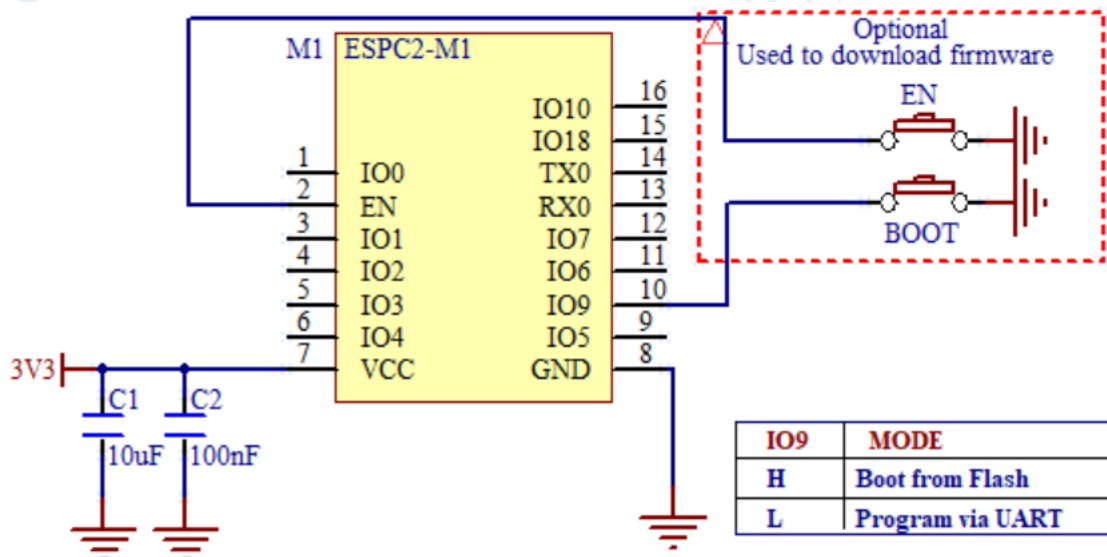 M1 ESPC2-M1
Optional
Used to download firmware
EN
BOOT
1 IO0
2 EN
3 IO1
4 IO2
5 IO3
6 IO4
7 VCC
IO10 16
IO18 15
TX0 14
RX0 13
IO7 12
IO6 11
IO9 10
IO5 9
GND 8
3V3
C1
10uF
C2
100nF
IO9 MODE
H Boot from Flash
L Program via UART